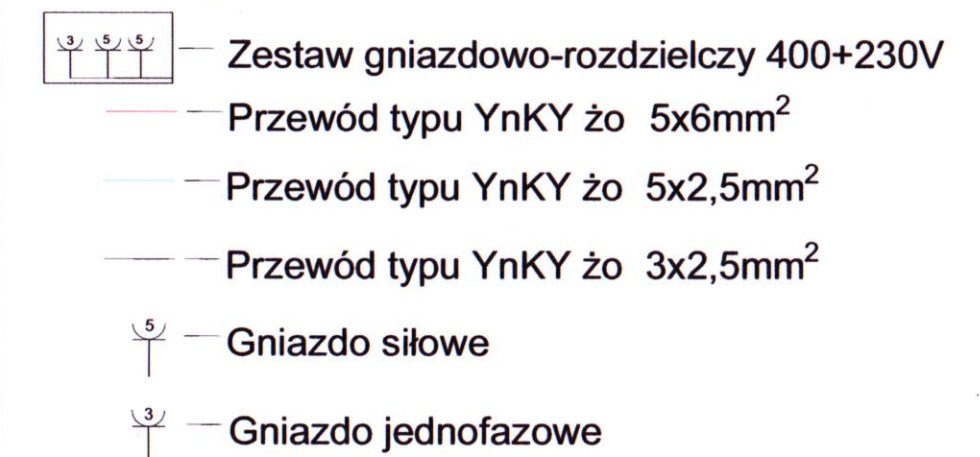 3 5 5 Zestaw gniazdowo-rozdzielczy 400+230V
Przewód typu YnKY żo 5x6mm²
Przewód typu YnKY żo 5x2,5mm²
Przewód typu YnKY żo 3x2,5mm²
5 Gniazdo siłowe
3 Gniazdo jednofazowe